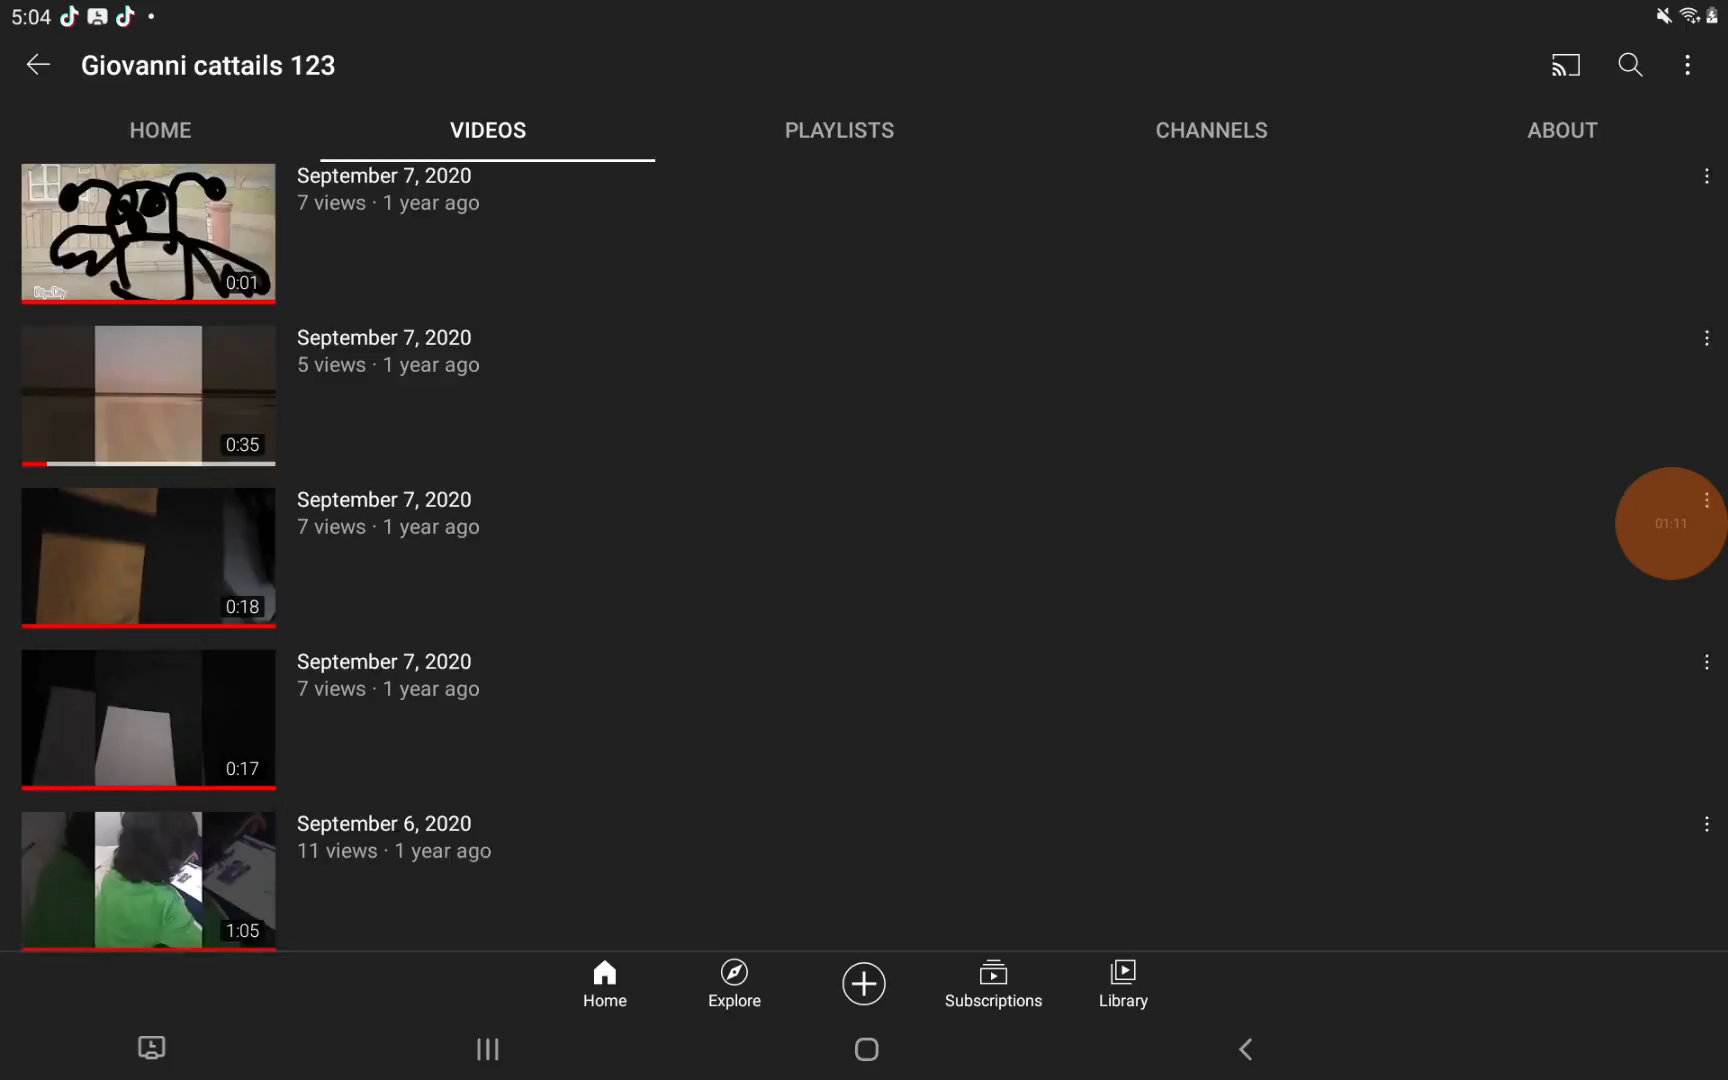 5:04
Giovanni cattails 123
HOME VIDEOS PLAYLISTS CHANNELS ABOUT
September 7, 2020
7 views · 1 year ago
0:01
September 7, 2020
5 views · 1 year ago
0:35
September 7, 2020
7 views · 1 year ago
0:18
01:11
September 7, 2020
7 views · 1 year ago
0:17
September 6, 2020
11 views · 1 year ago
1:05
Home Explore Subscriptions Library